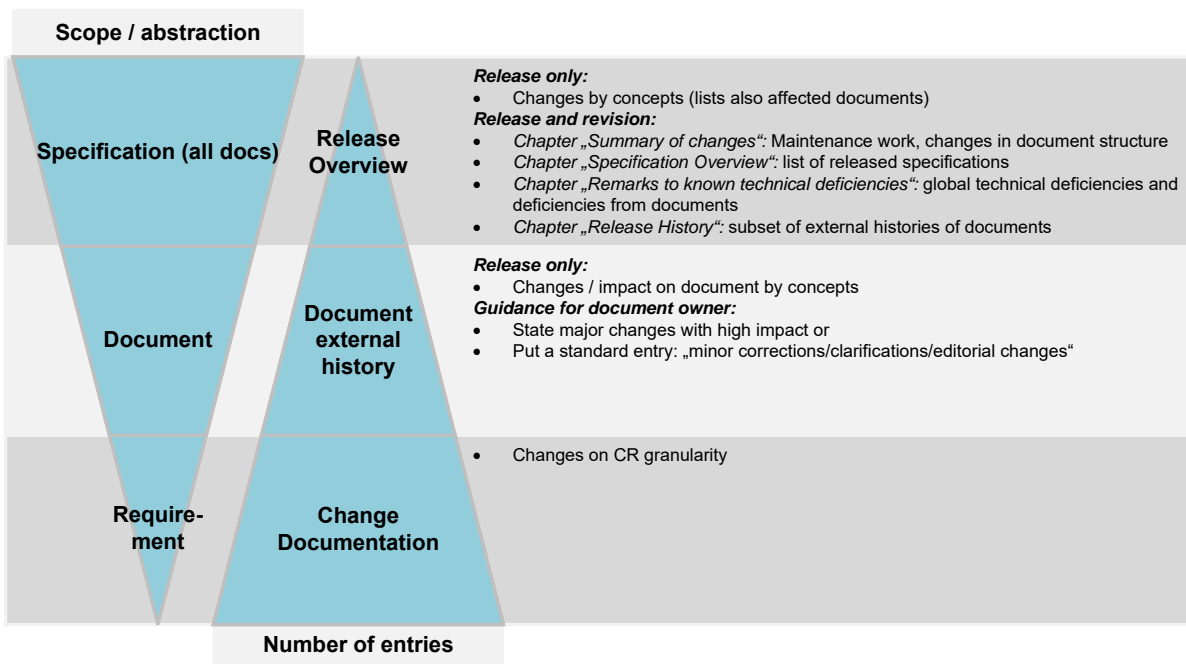 Scope / abstraction
Specification (all docs)
Release
Overview
Release only:
• Changes by concepts (lists also affected documents)
Release and revision:
• Chapter „Summary of changes“: Maintenance work, changes in document structure
• Chapter „Specification Overview“: list of released specifications
• Chapter „Remarks to known technical deficiencies“: global technical deficiencies and
deficiencies from documents
• Chapter „Release History“: subset of external histories of documents
Document
Document
external
history
Release only:
• Changes / impact on document by concepts
Guidance for document owner:
• State major changes with high impact or
• Put a standard entry: „minor corrections/clarifications/editorial changes“
Require-
ment
Change
Documentation
• Changes on CR granularity
Number of entries